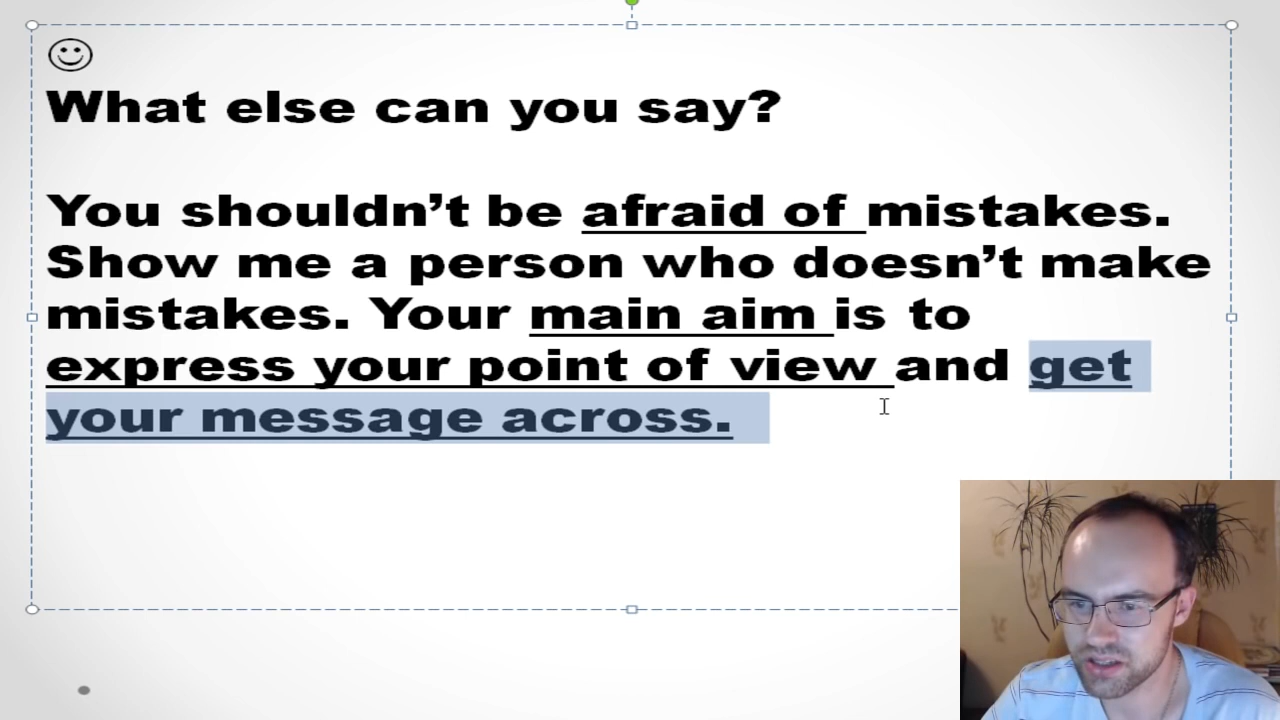 What else can you say?
You shouldn't be afraid of mistakes.
Show me a person who doesn't make
mistakes. Your main aim is to
express your point of view and get
your message across.